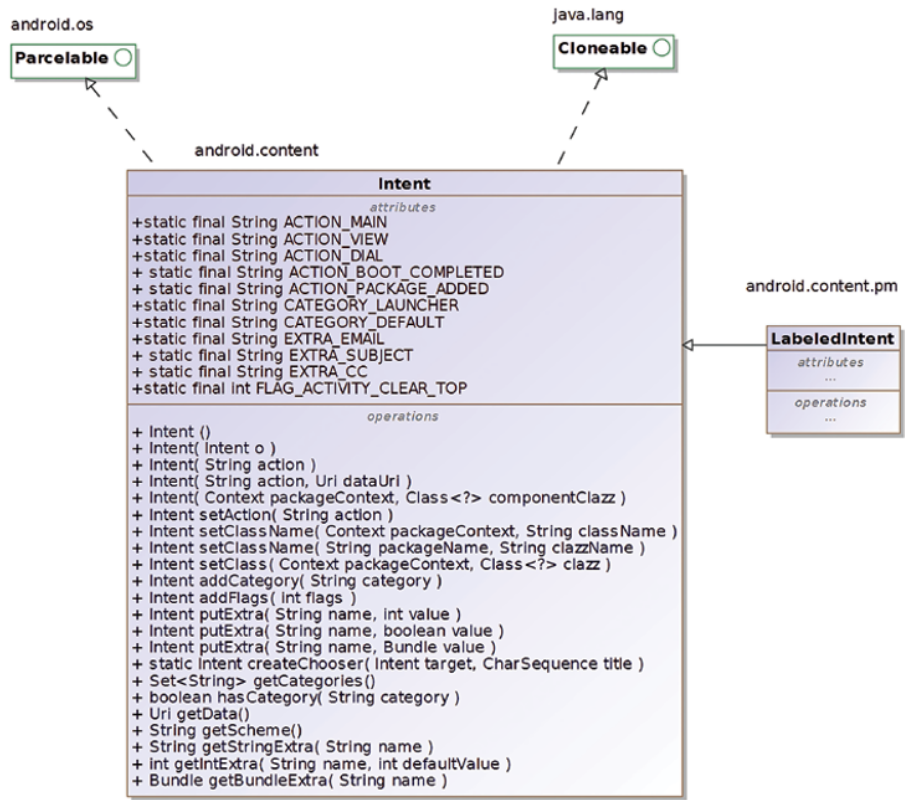 android.os
Parcelable
java.lang
Cloneable
android.content
Intent
attributes
+static final String ACTION_MAIN
+static final String ACTION_VIEW
+static final String ACTION_DIAL
+ static final String ACTION_BOOT_COMPLETED
+ static final String ACTION_PACKAGE_ADDED
+static final String CATEGORY_LAUNCHER
+static final String CATEGORY_DEFAULT
+static final String EXTRA_EMAIL
+ static final String EXTRA_SUBJECT
+ static final String EXTRA_CC
+static final int FLAG_ACTIVITY_CLEAR_TOP
operations
+ Intent ()
+ Intent( Intent o )
+ Intent( String action )
+ Intent( String action, Uri dataUri )
+ Intent( Context packageContext, Class<?> componentClazz )
+ Intent setAction( String action )
+ Intent setClassName( Context packageContext, String className )
+ Intent setClassName( String packageName, String clazzName )
+ Intent setClass( Context packageContext, Class<?> clazz )
+ Intent addCategory( String category )
+ Intent addFlags( int flags )
+ Intent putExtra( String name, int value )
+ Intent putExtra( String name, boolean value )
+ Intent putExtra( String name, Bundle value )
+ static Intent createChooser( Intent target, CharSequence title )
+ Set<String> getCategories()
+ boolean hasCategory( String category )
+ Uri getData()
+ String getScheme()
+ String getStringExtra( String name )
+ int getIntExtra( String name, int defaultValue )
+ Bundle getBundleExtra( String name )
android.content.pm
LabeledIntent
attributes
...
operations
...